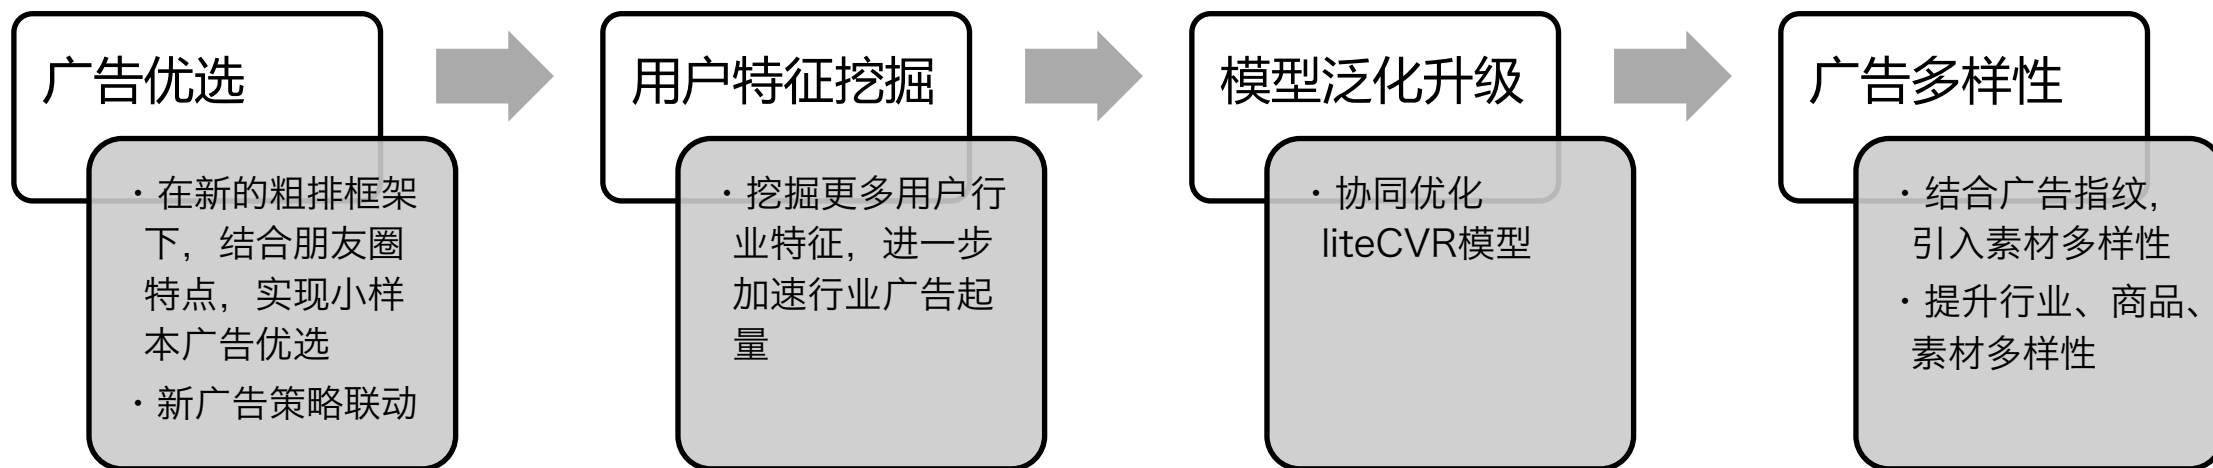 广告优选
· 在新的粗排框架
下，结合朋友圈
特点，实现小样
本广告优选
· 新广告策略联动
用户特征挖掘
· 挖掘更多用户行
业特征，进一步
加速行业广告起
量
模型泛化升级
· 协同优化
liteCVR模型
广告多样性
· 结合广告指纹，
引入素材多样性
· 提升行业、商品、
素材多样性